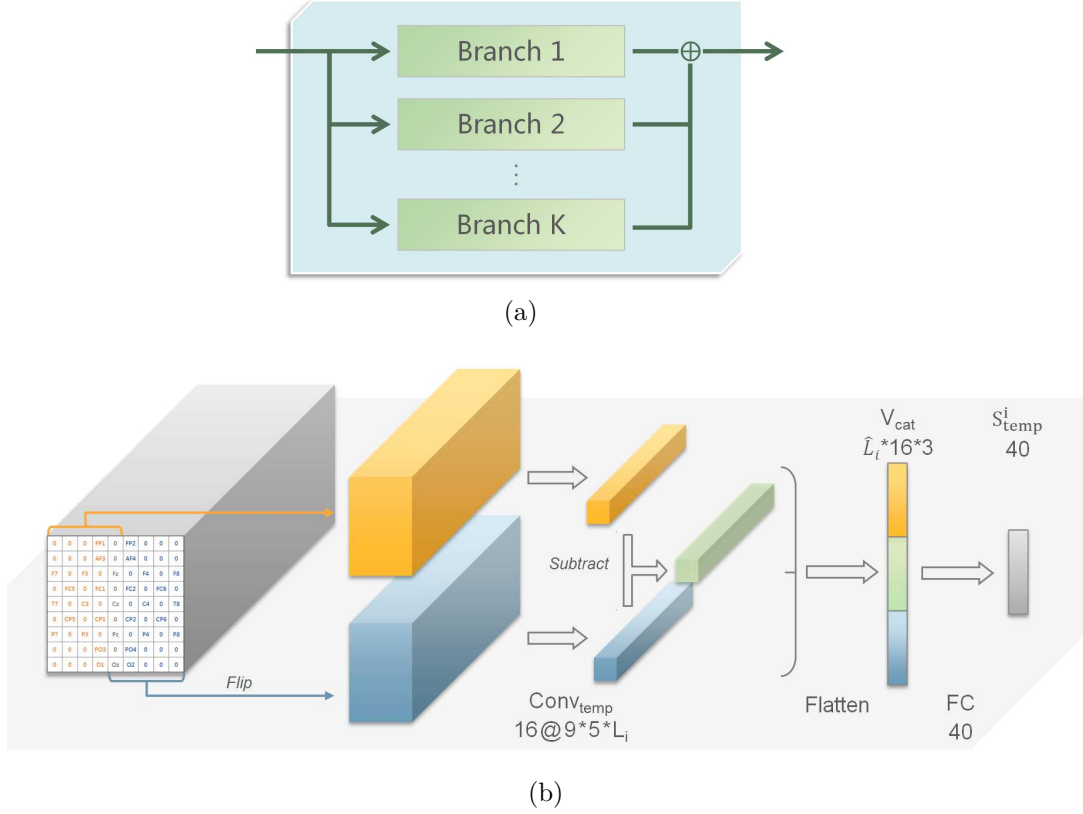 Branch 1
Branch 2
⋮
Branch K
(a)
0 0 0 FP1 0 FP2 0 0 0
0 0 0 AF3 0 AF4 0 0 0
F7 0 F3 0 Fz 0 F4 0 F8
0 FC5 0 FC1 0 FC2 0 FC6 0
T7 0 C3 0 Cz 0 C4 0 T8
0 CP5 0 CP1 0 CP2 0 CP6 0
P7 0 P3 0 Pz 0 P4 0 P8
0 0 0 PO3 0 PO4 0 0 0
0 0 0 O1 Oz O2 0 0 0
Flip
Subtract
Conv_temp
16@9*5*L_i
Flatten
V_cat
L̂_i*16*3
FC
40
S^i_temp
40
(b)